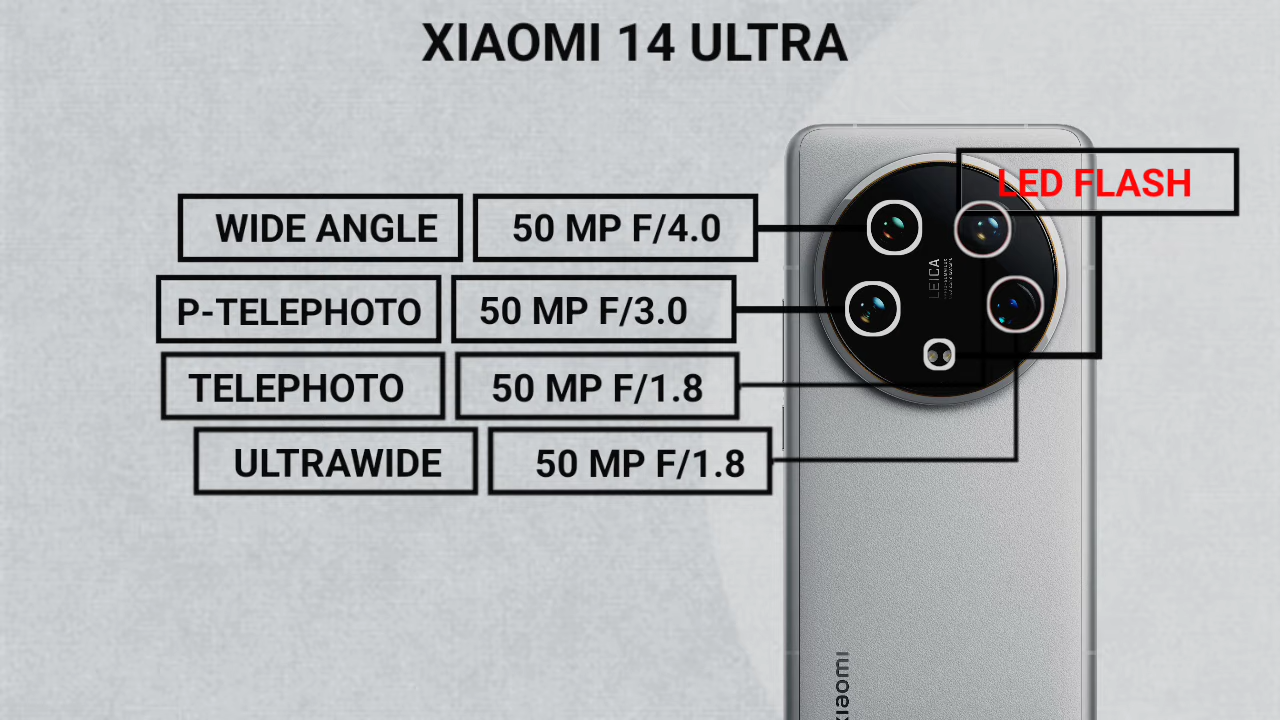 XIAOMI 14 ULTRA
LED FLASH
WIDE ANGLE 50 MP F/4.0
P-TELEPHOTO 50 MP F/3.0
TELEPHOTO 50 MP F/1.8
ULTRAWIDE 50 MP F/1.8
LEICA
xiaomi